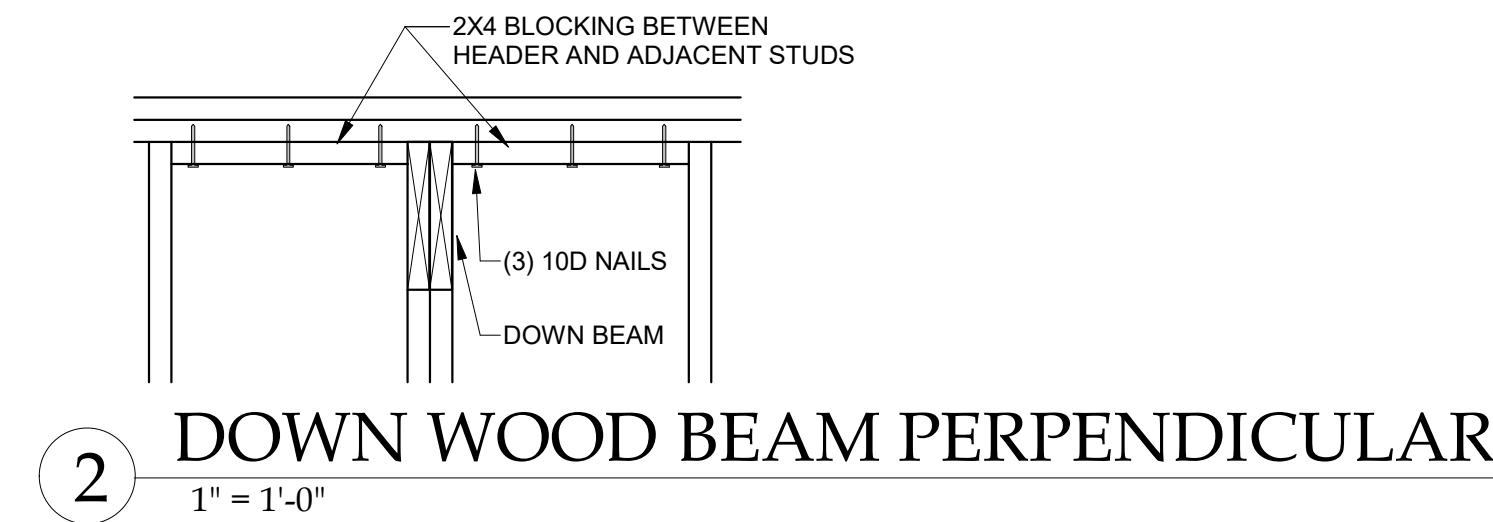 2X4 BLOCKING BETWEEN
HEADER AND ADJACENT STUDS
(3) 10D NAILS
DOWN BEAM
2 DOWN WOOD BEAM PERPENDICULAR
1" = 1'-0"